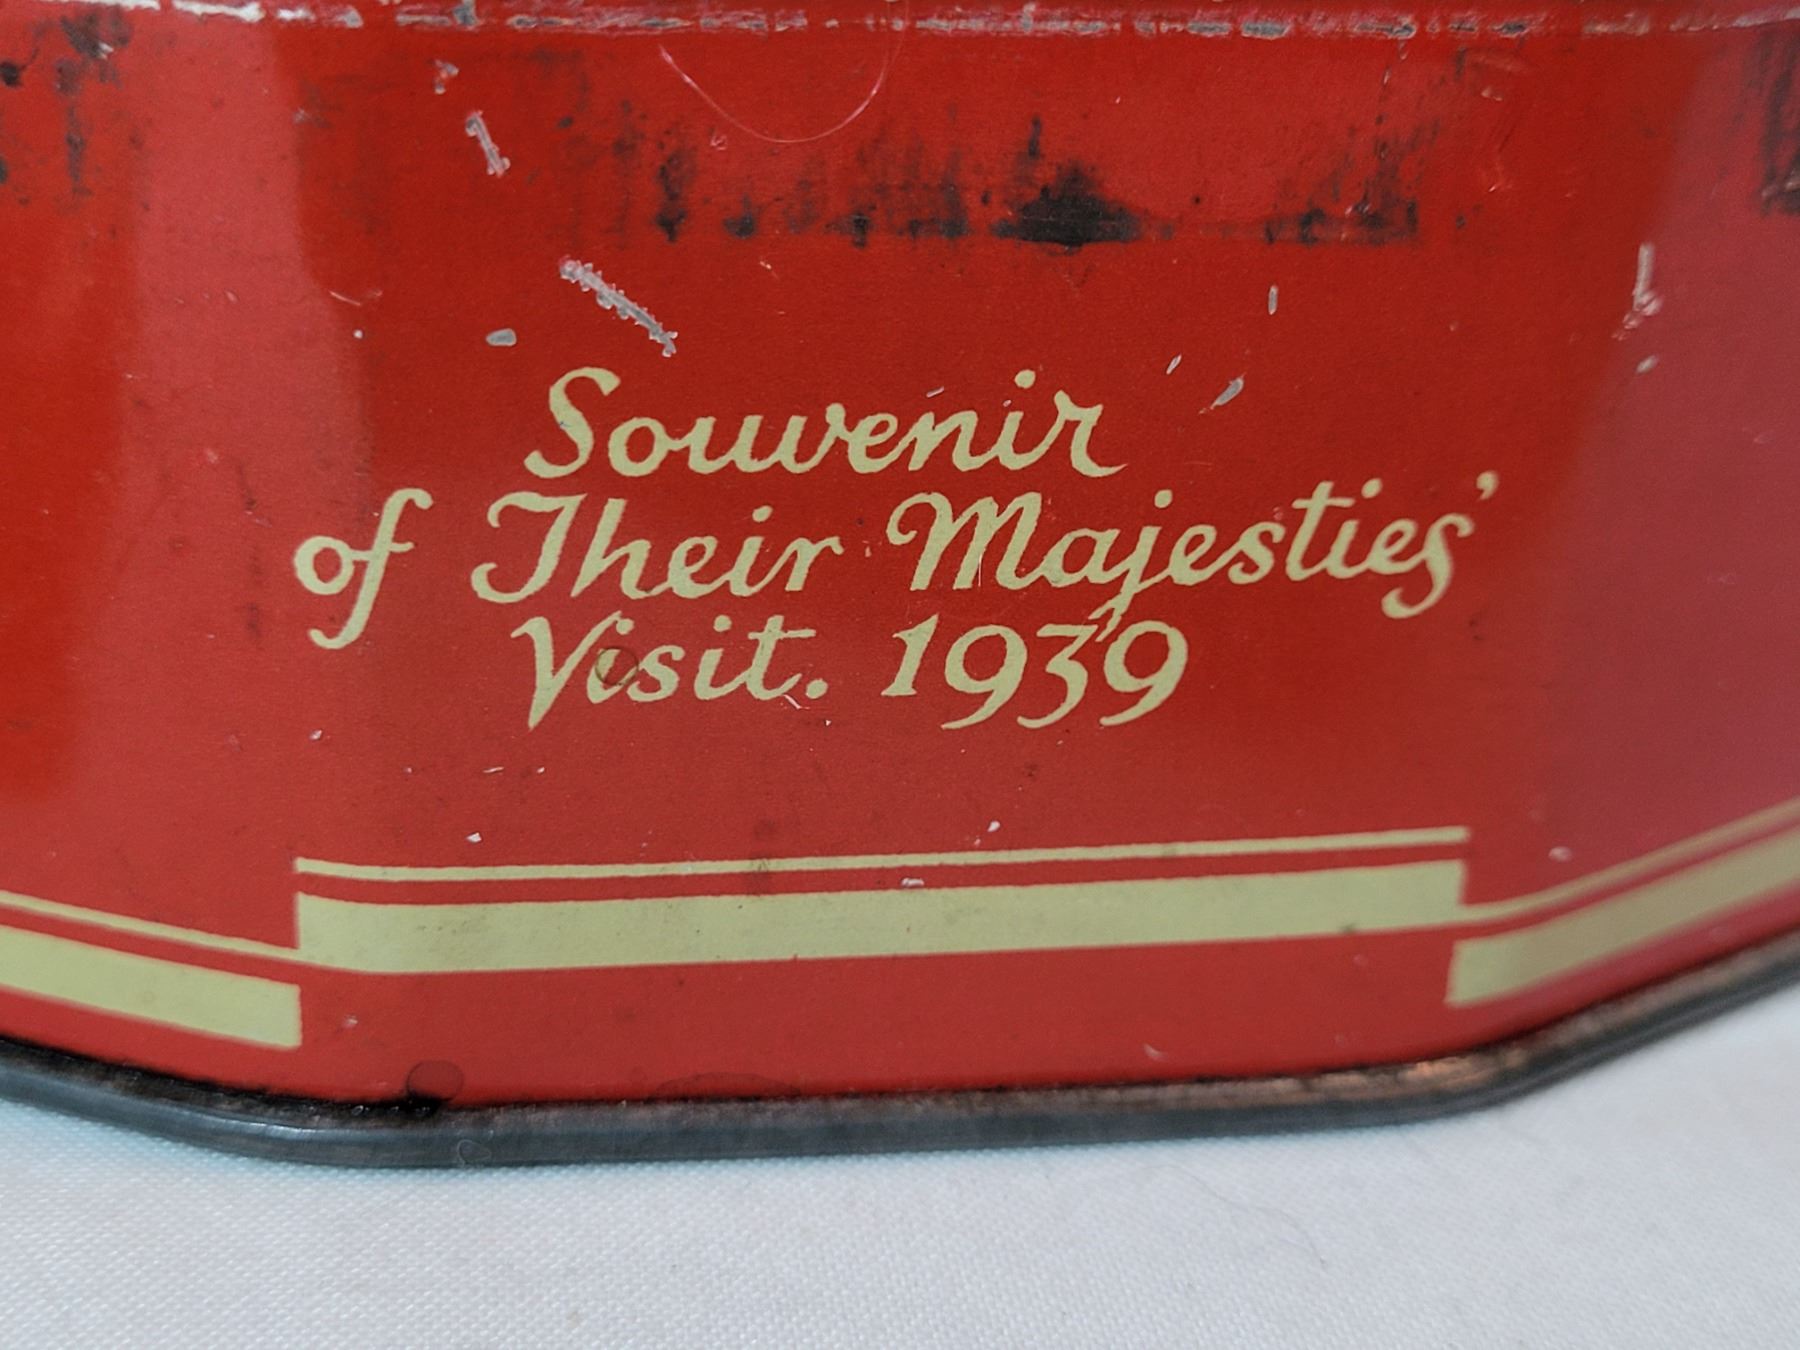 Souvenir
of Their Majesties'
Visit. 1939